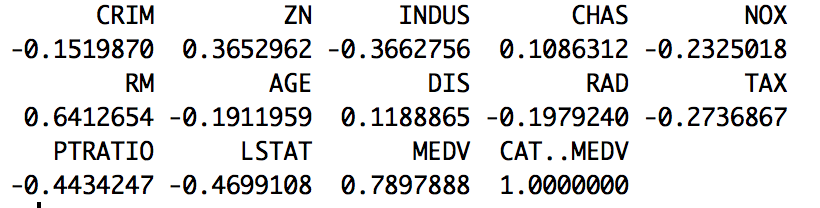 CRIM ZN INDUS CHAS NOX
-0.1519870 0.3652962 -0.3662756 0.1086312 -0.2325018
RM AGE DIS RAD TAX
0.6412654 -0.1911959 0.1188865 -0.1979240 -0.2736867
PTRATIO LSTAT MEDV CAT..MEDV
-0.4434247 -0.4699108 0.7897888 1.0000000